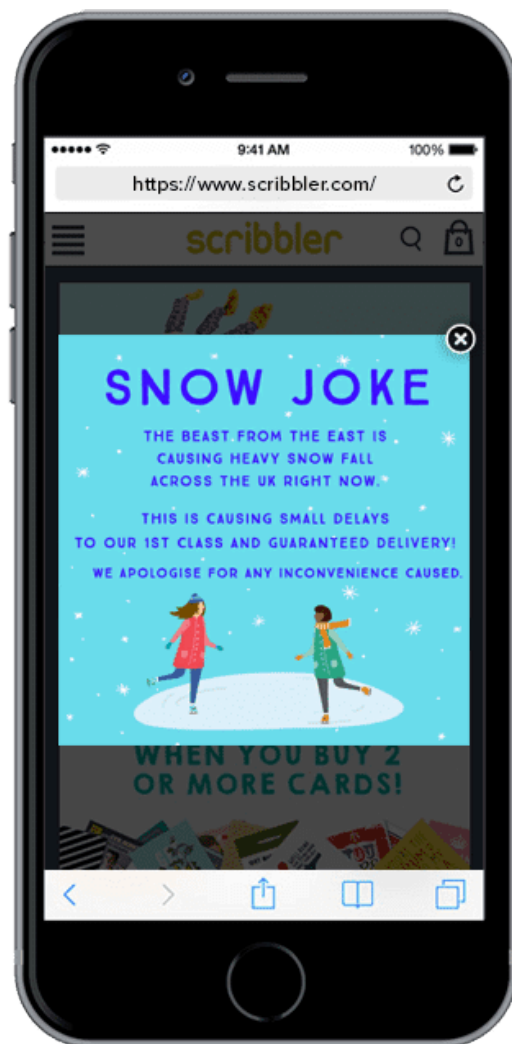 9:41 AM
100%
https://www.scribbler.com/
scribbler
0
SNOW JOKE
THE BEAST FROM THE EAST IS
CAUSING HEAVY SNOW FALL
ACROSS THE UK RIGHT NOW.
THIS IS CAUSING SMALL DELAYS
TO OUR 1ST CLASS AND GUARANTEED DELIVERY!
WE APOLOGISE FOR ANY INCONVENIENCE CAUSED.
WHEN YOU BUY 2
OR MORE CARDS!